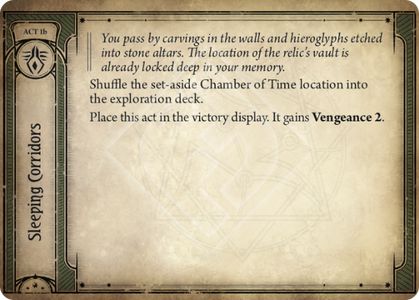 ACT 1b
You pass by carvings in the walls and hieroglyphs etched
into stone altars. The location of the relic's vault is
already locked deep in your memory.
Shuffle the set-aside Chamber of Time location into
the exploration deck.
Place this act in the victory display. It gains Vengeance 2.
Sleeping Corridors